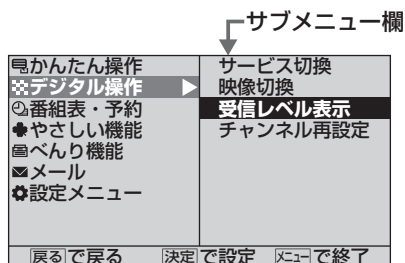 サブメニュー欄
かんたん操作
デジタル操作
番組表・予約
やさしい機能
べんり機能
メール
設定メニュー
サービス切換
映像切換
受信レベル表示
チャンネル再設定
戻るで戻る 決定で設定 メニューで終了